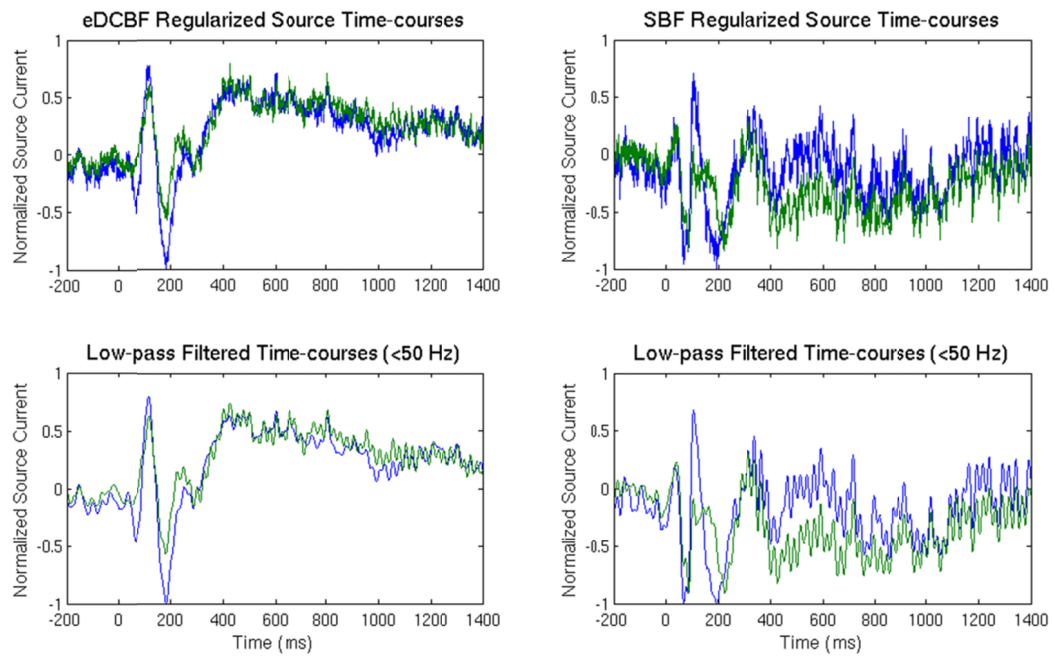 eDCBF Regularized Source Time-courses
Normalized Source Current
1
0.5
0
-0.5
-1
-200 0 200 400 600 800 1000 1200 1400
SBF Regularized Source Time-courses
Normalized Source Current
1
0.5
0
-0.5
-1
-200 0 200 400 600 800 1000 1200 1400
Low-pass Filtered Time-courses (<50 Hz)
Normalized Source Current
1
0.5
0
-0.5
-1
-200 0 200 400 600 800 1000 1200 1400
Time (ms)
Low-pass Filtered Time-courses (<50 Hz)
Normalized Source Current
1
0.5
0
-0.5
-1
-200 0 200 400 600 800 1000 1200 1400
Time (ms)